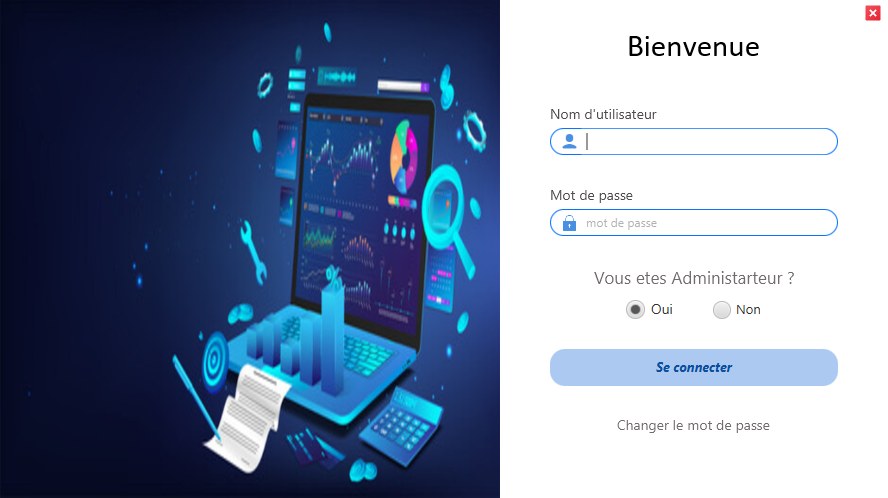 Bienvenue
Nom d'utilisateur
Mot de passe
mot de passe
Vous etes Administarteur ?
Oui
Non
Se connecter
Changer le mot de passe